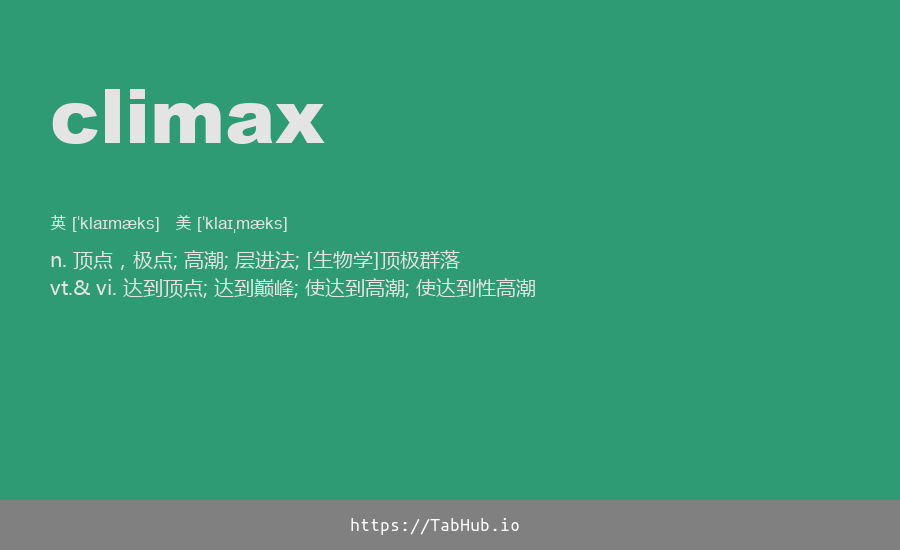 climax
英 [ˈklaɪmæks] 美 [ˈklaɪˌmæks]
n. 顶点，极点; 高潮; 层进法; [生物学]顶极群落
vt.& vi. 达到顶点; 达到巅峰; 使达到高潮; 使达到性高潮
https://TabHub.io